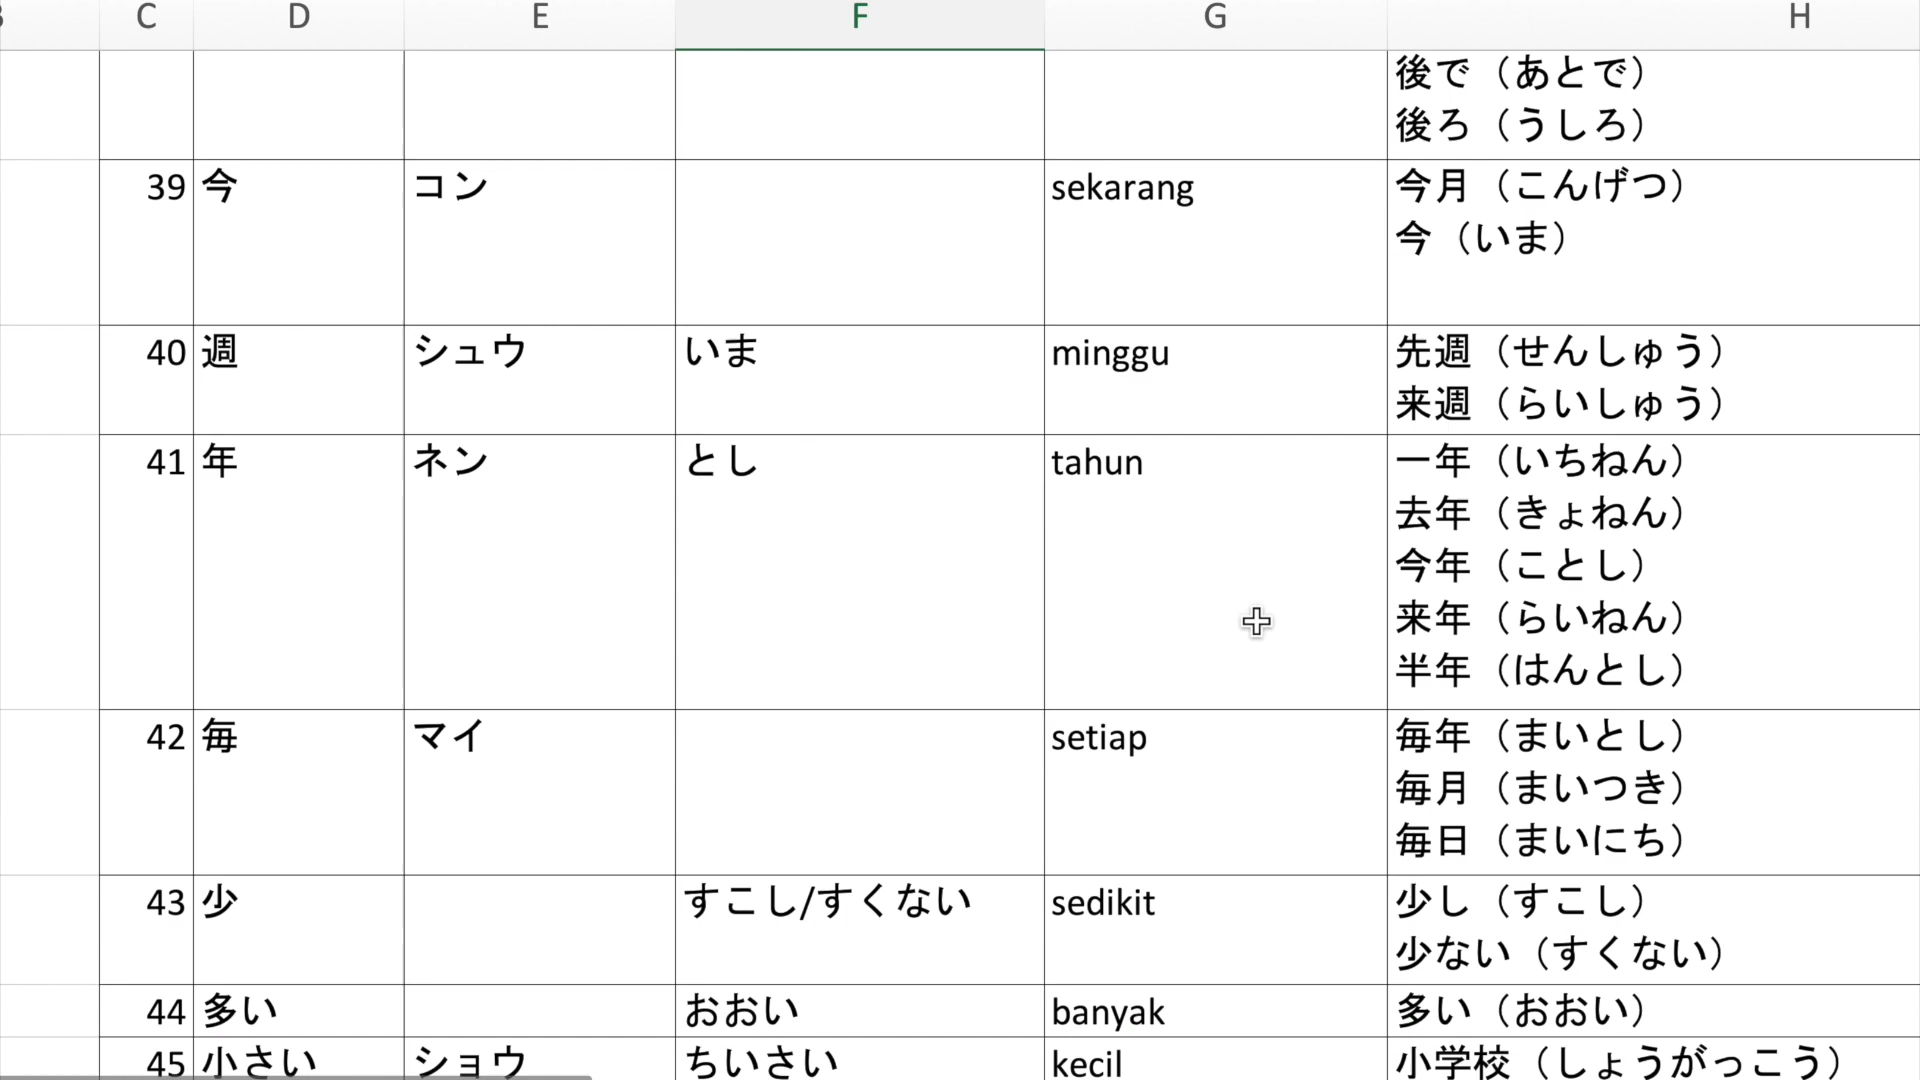 C D E F G H
後で（あとで）
後ろ（うしろ）
39 今 コン sekarang 今月（こんげつ）
今（いま）
40 週 シュウ いま minggu 先週（せんしゅう）
来週（らいしゅう）
41 年 ネン とし tahun 一年（いちねん）
去年（きょねん）
今年（ことし）
来年（らいねん）
半年（はんとし）
42 毎 マイ setiap 毎年（まいとし）
毎月（まいつき）
毎日（まいにち）
43 少 すこし/すくない sedikit 少し（すこし）
少ない（すくない）
44 多い おおい banyak 多い（おおい）
45 小さい ショウ ちいさい kecil 小学校（しょうがっこう）